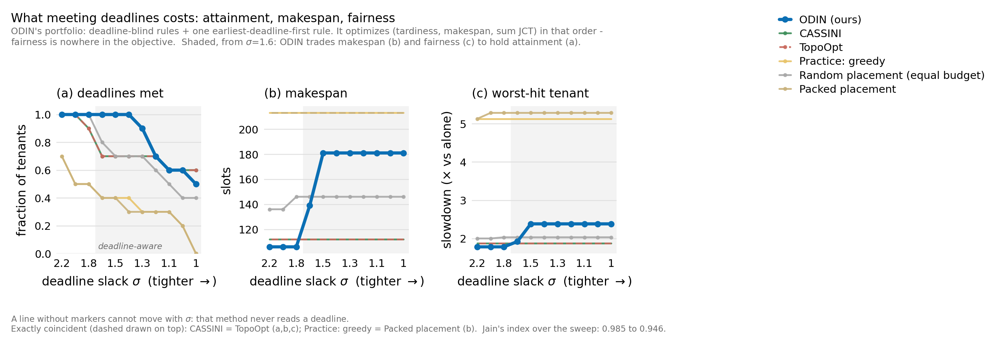 What meeting deadlines costs: attainment, makespan, fairness
ODIN's portfolio: deadline-blind rules + one earliest-deadline-first rule. It optimizes (tardiness, makespan, sum JCT) in that order -
fairness is nowhere in the objective.  Shaded, from σ=1.6: ODIN trades makespan (b) and fairness (c) to hold attainment (a).
ODIN (ours)
CASSINI
TopoOpt
Practice: greedy
Random placement (equal budget)
Packed placement
(a) deadlines met
fraction of tenants
1.0
0.8
0.6
0.4
0.2
0.0
deadline-aware
2.2 1.8 1.5 1.3 1.1 1
deadline slack σ  (tighter →)
(b) makespan
slots
200
180
160
140
120
2.2 1.8 1.5 1.3 1.1 1
deadline slack σ  (tighter →)
(c) worst-hit tenant
slowdown (× vs alone)
5
4
3
2
2.2 1.8 1.5 1.3 1.1 1
deadline slack σ  (tighter →)
A line without markers cannot move with σ: that method never reads a deadline.
Exactly coincident (dashed drawn on top): CASSINI = TopoOpt (a,b,c); Practice: greedy = Packed placement (b).  Jain's index over the sweep: 0.985 to 0.946.